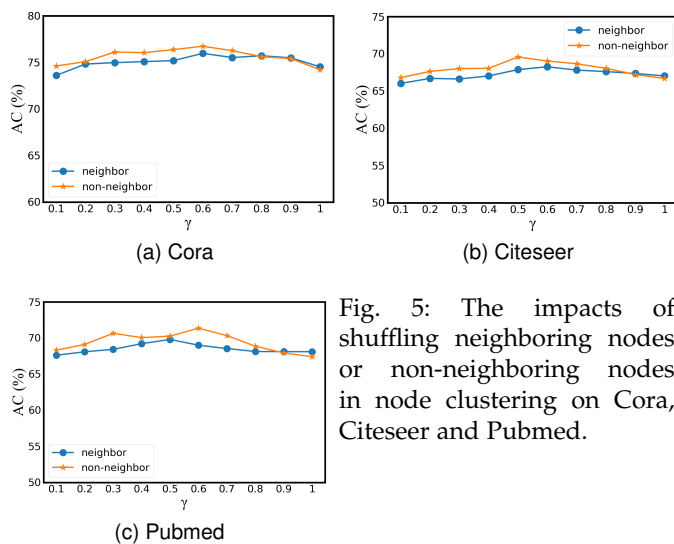 80
75
70
65
60
AC (%)
neighbor
non-neighbor
0.1 0.2 0.3 0.4 0.5 0.6 0.7 0.8 0.9 1
γ
(a) Cora
75
70
65
60
55
50
AC (%)
neighbor
non-neighbor
0.1 0.2 0.3 0.4 0.5 0.6 0.7 0.8 0.9 1
γ
(b) Citeseer
75
70
65
60
55
50
AC (%)
neighbor
non-neighbor
0.1 0.2 0.3 0.4 0.5 0.6 0.7 0.8 0.9 1
γ
(c) Pubmed
Fig. 5: The impacts of
shuffling neighboring nodes
or non-neighboring nodes
in node clustering on Cora,
Citeseer and Pubmed.